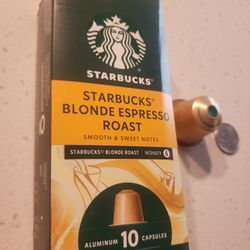 STARBUCKS®
STARBUCKS®
BLONDE ESPRESSO
ROAST
SMOOTH & SWEET NOTES
STARBUCKS® BLONDE ROAST INTENSITY 6
ALUMINUM 10 CAPSULES